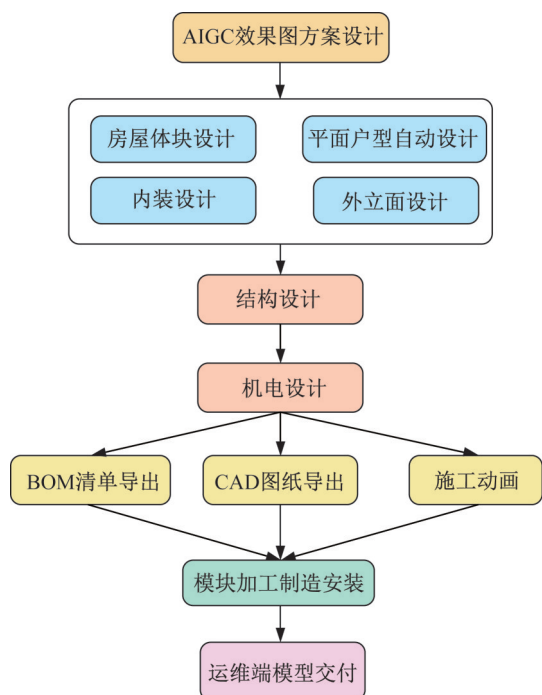 AIGC效果图方案设计
房屋体块设计
平面户型自动设计
内装设计
外立面设计
结构设计
机电设计
BOM清单导出
CAD图纸导出
施工动画
模块加工制造安装
运维端模型交付